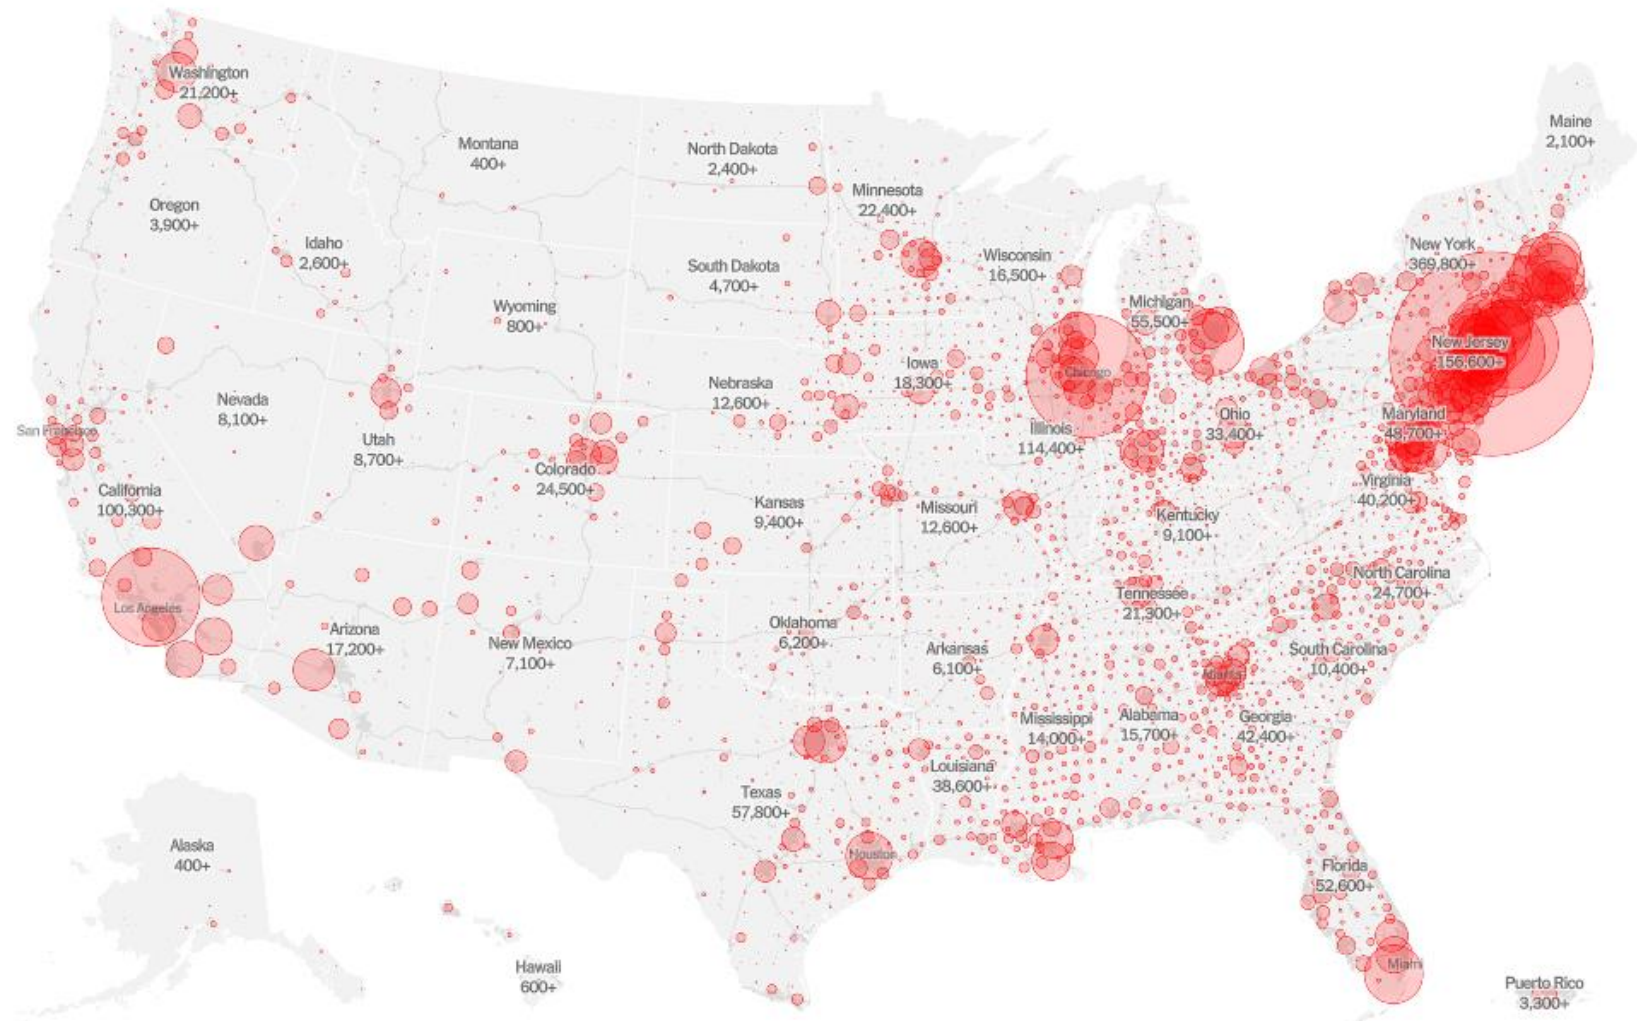 Washington
21,200+
Maine
2,100+
Montana
400+
North Dakota
2,400+
Minnesota
22,400+
Oregon
3,900+
Idaho
2,600+
South Dakota
4,700+
Wisconsin
16,500+
New York
369,800+
Wyoming
800+
Michigan
55,500+
New Jersey
156,600+
Iowa
18,300+
Chicago
Nebraska
12,600+
Nevada
8,100+
Ohio
33,400+
Maryland
48,700+
San Francisco
Utah
8,700+
Illinois
114,400+
Colorado
24,500+
California
100,300+
Virginia
40,200+
Kansas
9,400+
Missouri
12,600+
Kentucky
9,100+
North Carolina
24,700+
Los Angeles
Tennessee
21,300+
Arizona
17,200+
New Mexico
7,100+
Oklahoma
6,200+
Arkansas
6,100+
South Carolina
10,400+
Atlanta
Mississippi
14,000+
Alabama
15,700+
Georgia
42,400+
Louisiana
38,600+
Texas
57,800+
Houston
Alaska
400+
Florida
52,600+
Miami
Hawaii
600+
Puerto Rico
3,300+